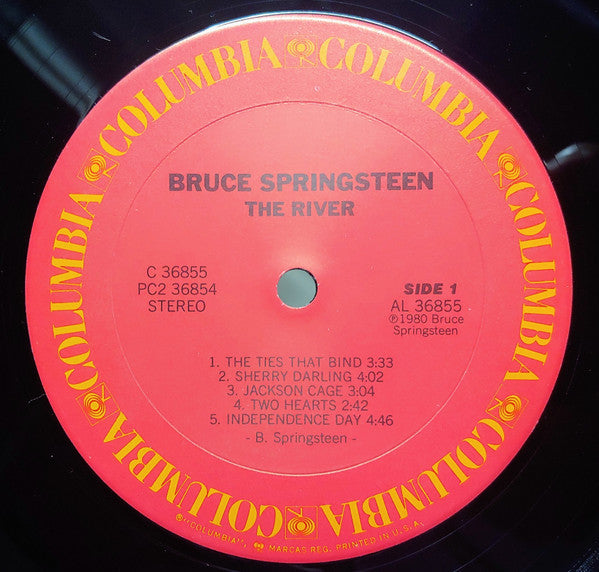 COLUMBIA COLUMBIA COLUMBIA COLUMBIA COLUMBIA COLUMBIA
BRUCE SPRINGSTEEN
THE RIVER
C 36855
PC2 36854
STEREO
SIDE 1
AL 36855
℗1980 Bruce
Springsteen
1. THE TIES THAT BIND 3:33
2. SHERRY DARLING 4:02
3. JACKSON CAGE 3:04
4. TWO HEARTS 2:42
5. INDEPENDENCE DAY 4:46
- B. Springsteen -
® "COLUMBIA", MARCAS REG. PRINTED IN U.S.A.